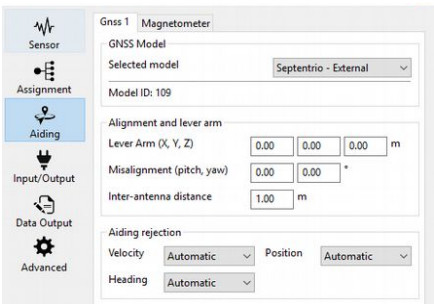 Sensor
Assignment
Aiding
Input/Output
Data Output
Advanced
Gnss 1 Magnetometer
GNSS Model
Selected model Septentrio - External
Model ID: 109
Alignment and lever arm
Lever Arm (X, Y, Z) 0.00 0.00 0.00 m
Misalignment (pitch, yaw) 0.00 0.00 °
Inter-antenna distance 1.00 m
Aiding rejection
Velocity Automatic Position Automatic
Heading Automatic